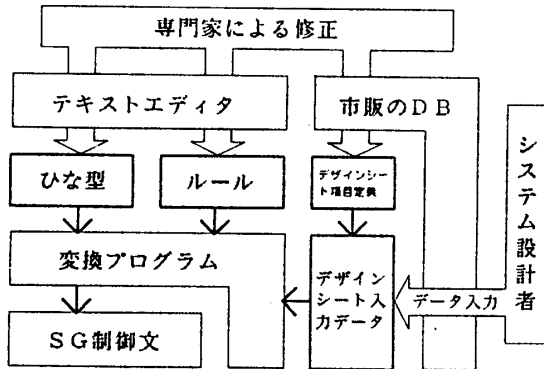 専門家による修正
テキストエディタ
市販のDB
ひな型
ルール
デザインシー
ト項目定義
システム設計者
変換プログラム
デザイン
シート入
力データ
データ入力
SG制御文